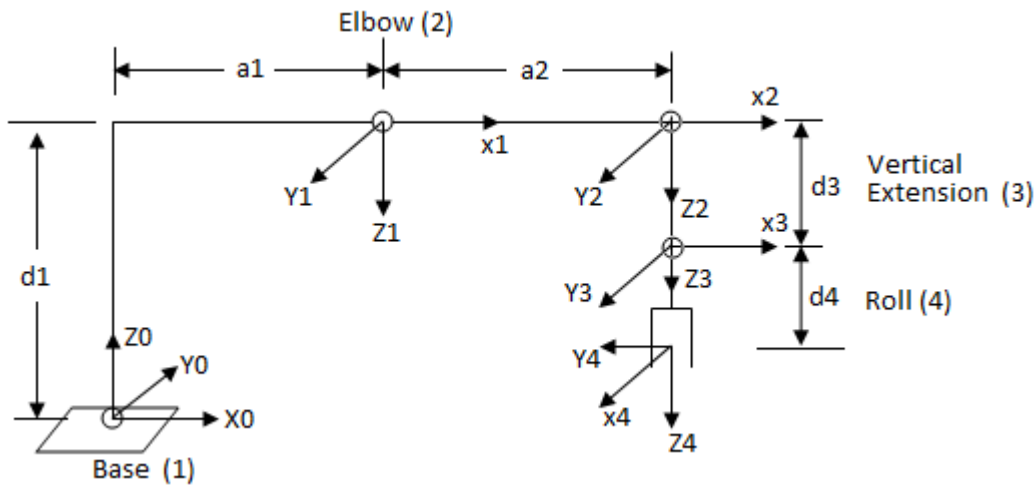 Elbow (2)
a1
a2
x2
x1
Y1
Z1
Y2
Z2
d3
Vertical
Extension (3)
x3
d1
Y3
Z3
d4
Roll (4)
Z0
Y0
Y4
x4
X0
Z4
Base (1)